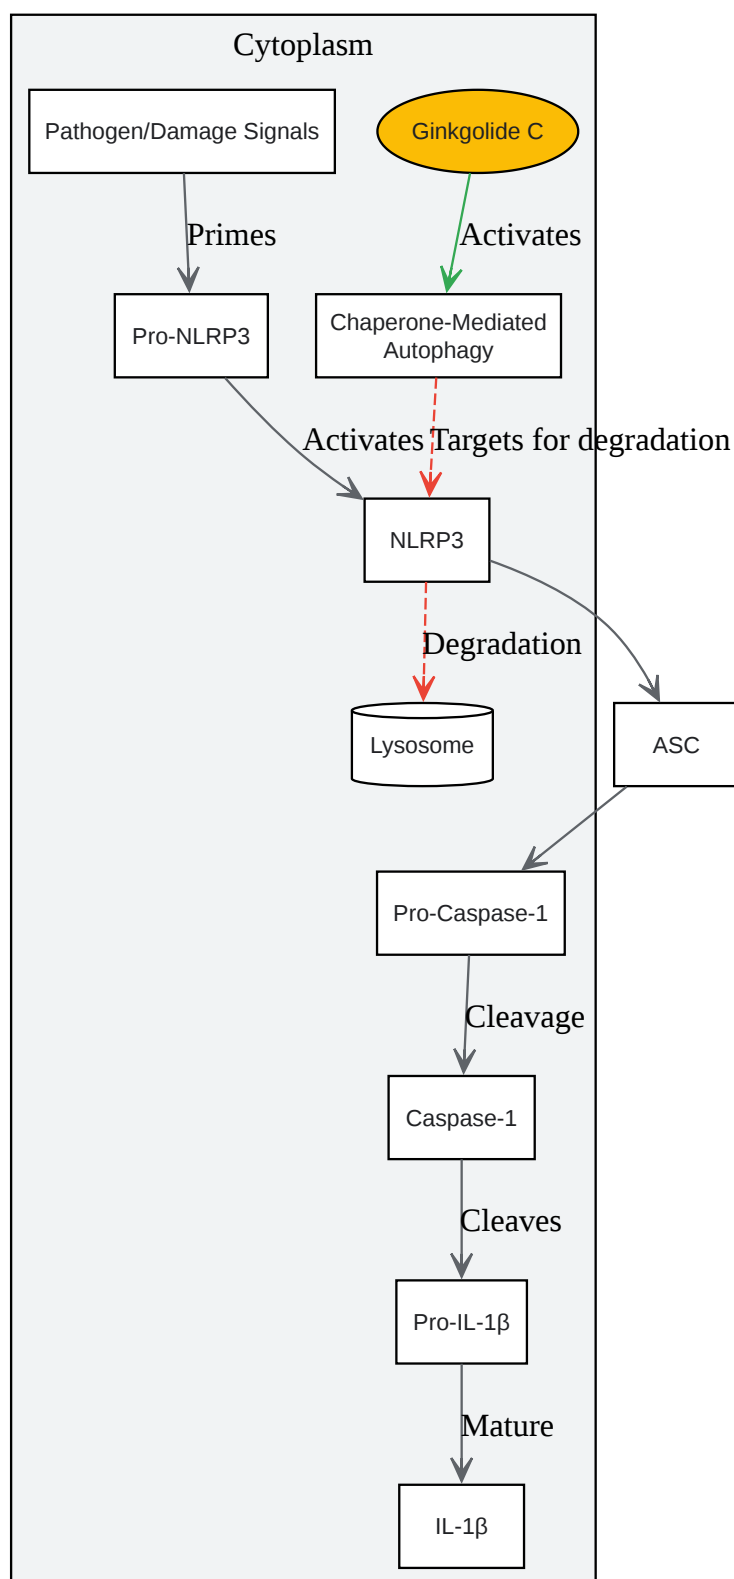 Cytoplasm
Pathogen/Damage Signals
Ginkgolide C
Primes
Activates
Pro-NLRP3
Chaperone-Mediated
Autophagy
Activates
Targets for degradation
NLRP3
Degradation
Lysosome
ASC
Pro-Caspase-1
Cleavage
Caspase-1
Cleaves
Pro-IL-1β
Mature
IL-1β